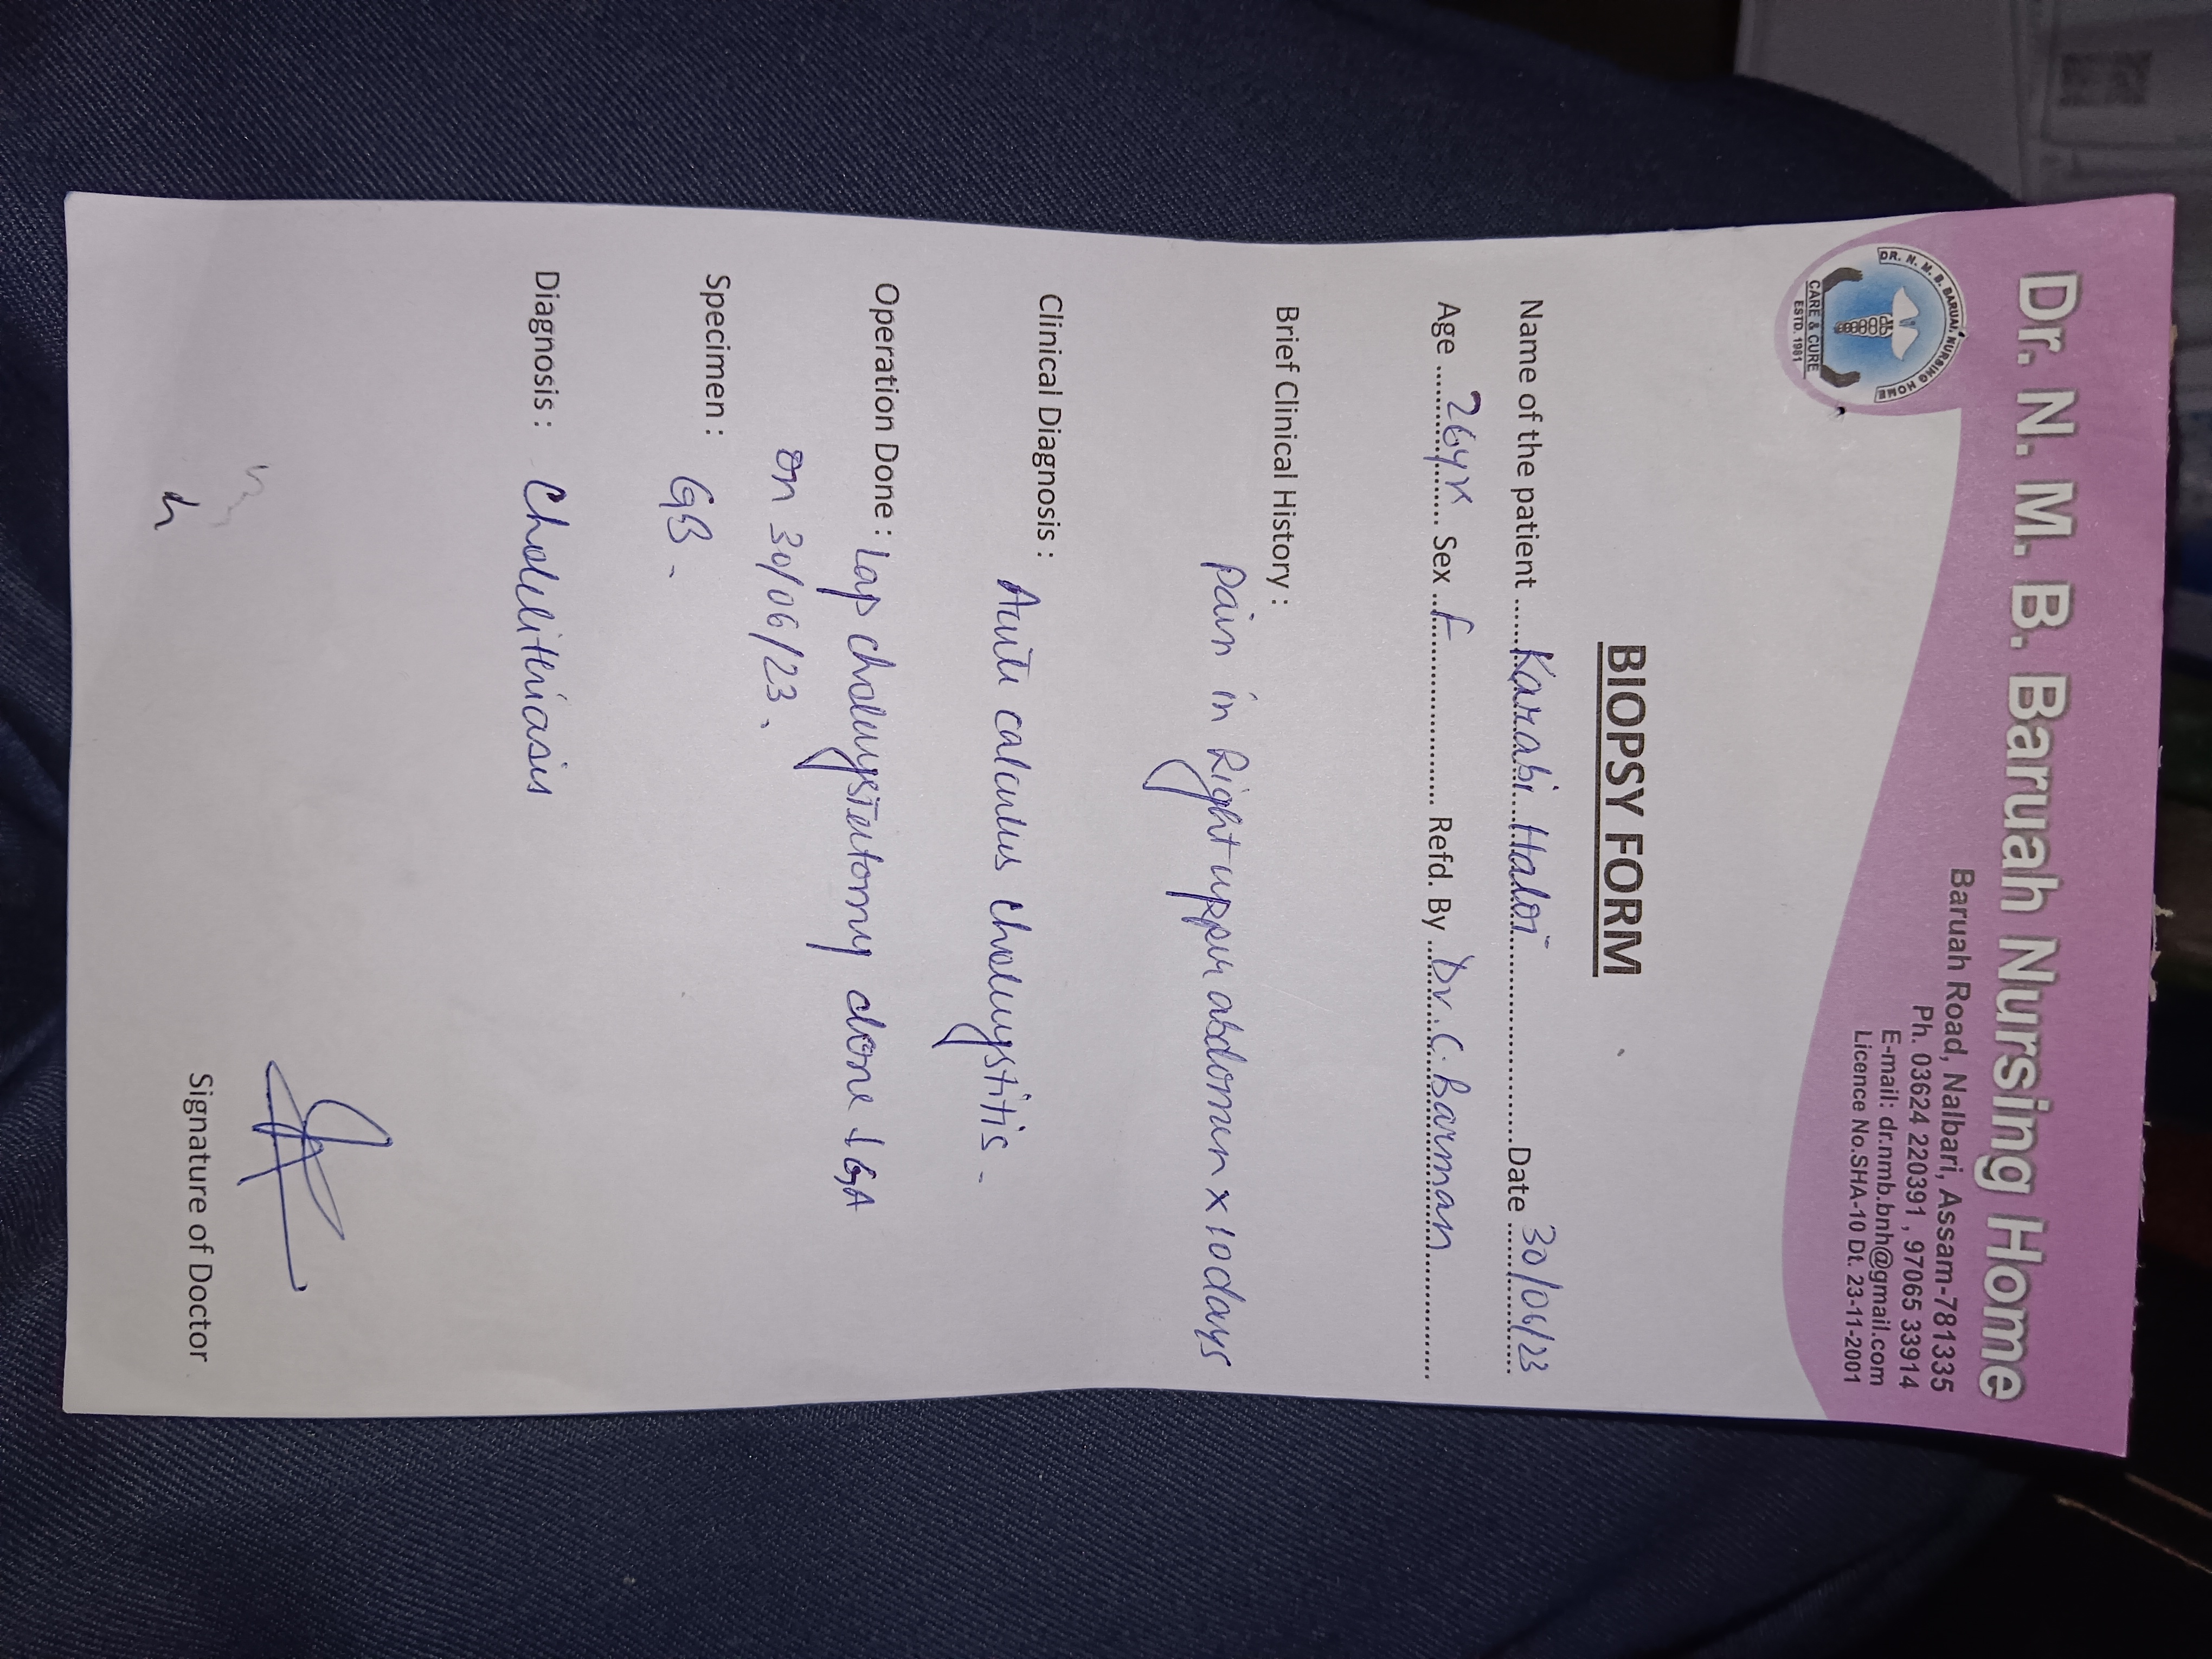 Dr. N. M. B. Baruah Nursing Home
Baruah Road, Nalbari, Assam-781335
Ph. 03624 220391 , 97065 33914
E-mail: dr.nmb.bnh@gmail.com
Licence No.SHA-10 Dt. 23-11-2001
DR. N. M. B. BARUAH NURSING HOME
CARE & CURE
ESTD. 1981
BIOPSY FORM
Name of the patient ...... Karabi Haloi ...... Date 30/06/23
Age ...... 26yr ...... Sex .. F ...... Refd. By ... Dr. C. Barman ......
Brief Clinical History :
Pain in Right upper abdomen x 10 days
Clinical Diagnosis :
Acute calculus cholecystitis -
Operation Done : Lap cholecystectomy done ↓ GA
on 30/06/23.
Specimen : GB -
Diagnosis : Cholelithiasis
Signature of Doctor